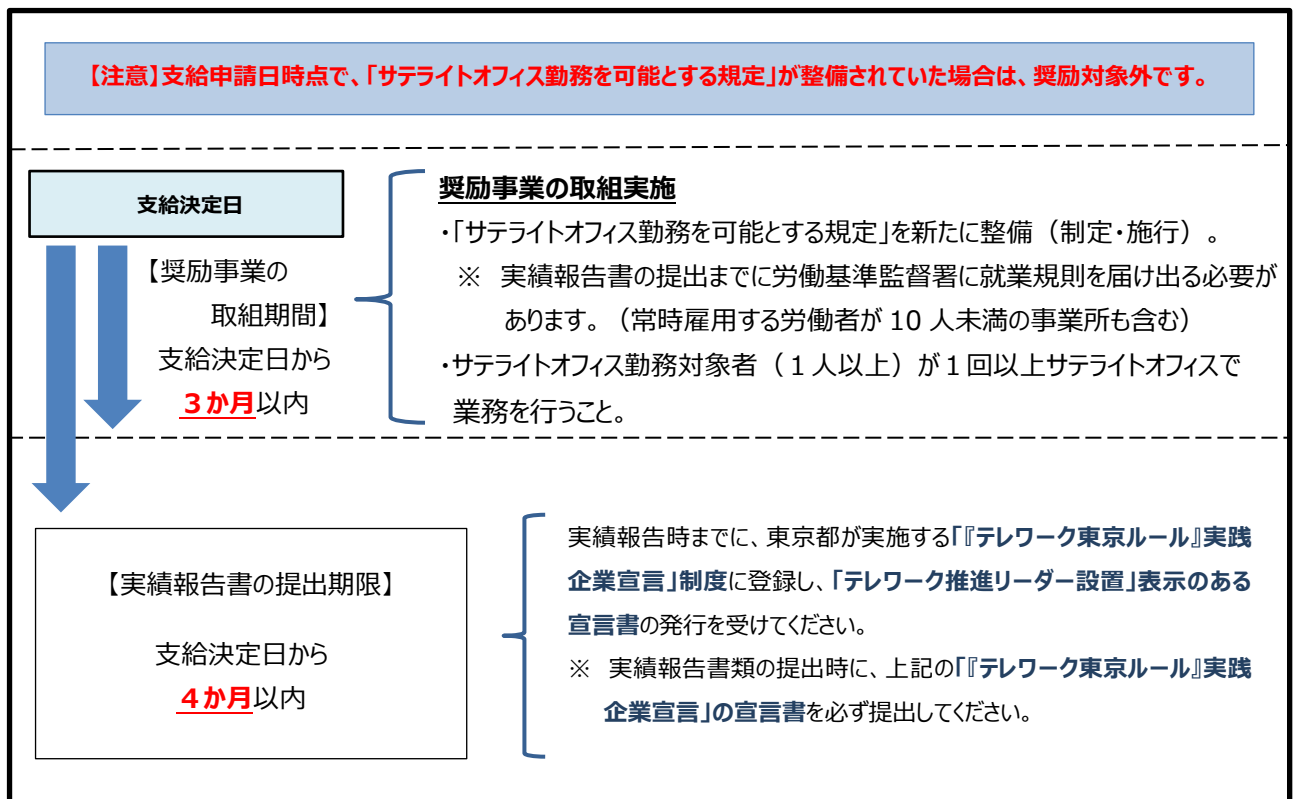 【注意】支給申請日時点で、「サテライトオフィス勤務を可能とする規定」が整備されていた場合は、奨励対象外です。
支給決定日
【奨励事業の
取組期間】
支給決定日から
３か月以内
奨励事業の取組実施
・「サテライトオフィス勤務を可能とする規定」を新たに整備（制定・施行）。
※　実績報告書の提出までに労働基準監督署に就業規則を届け出る必要が
あります。（常時雇用する労働者が 10 人未満の事業所も含む）
・サテライトオフィス勤務対象者（１人以上）が１回以上サテライトオフィスで
業務を行うこと。
【実績報告書の提出期限】
支給決定日から
４か月以内
実績報告時までに、東京都が実施する「『テレワーク東京ルール』実践
企業宣言」制度に登録し、「テレワーク推進リーダー設置」表示のある
宣言書の発行を受けてください。
※　実績報告書類の提出時に、上記の「『テレワーク東京ルール』実践
企業宣言」の宣言書を必ず提出してください。